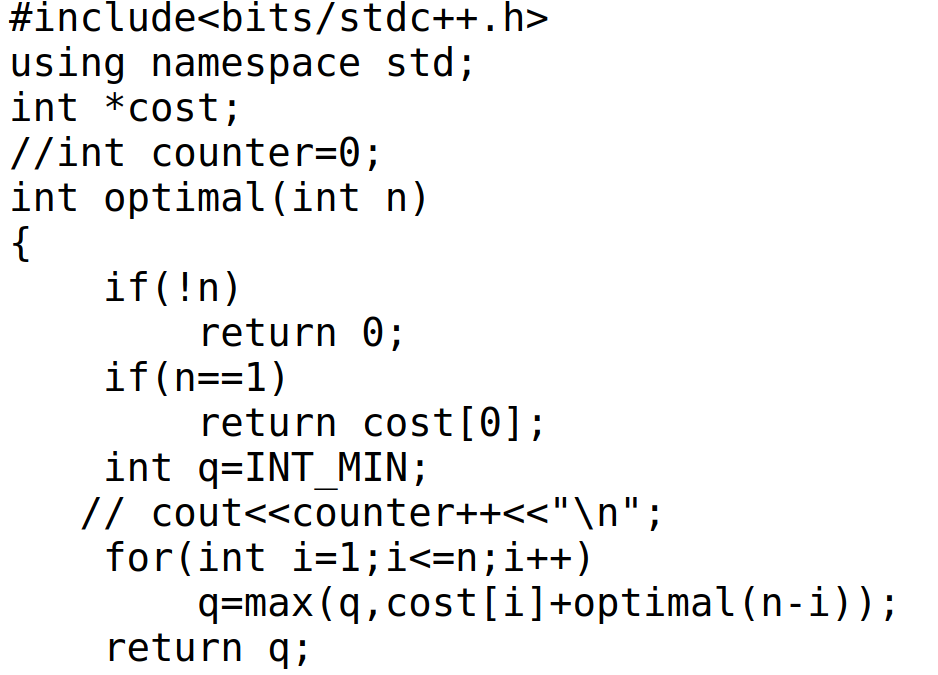 #include<bits/stdc++.h>
using namespace std;
int *cost;
//int counter=0;
int optimal(int n)
{
    if(!n)
        return 0;
    if(n==1)
        return cost[0];
    int q=INT_MIN;
   // cout<<counter++<<"\n";
    for(int i=1;i<=n;i++)
        q=max(q,cost[i]+optimal(n-i));
    return q;